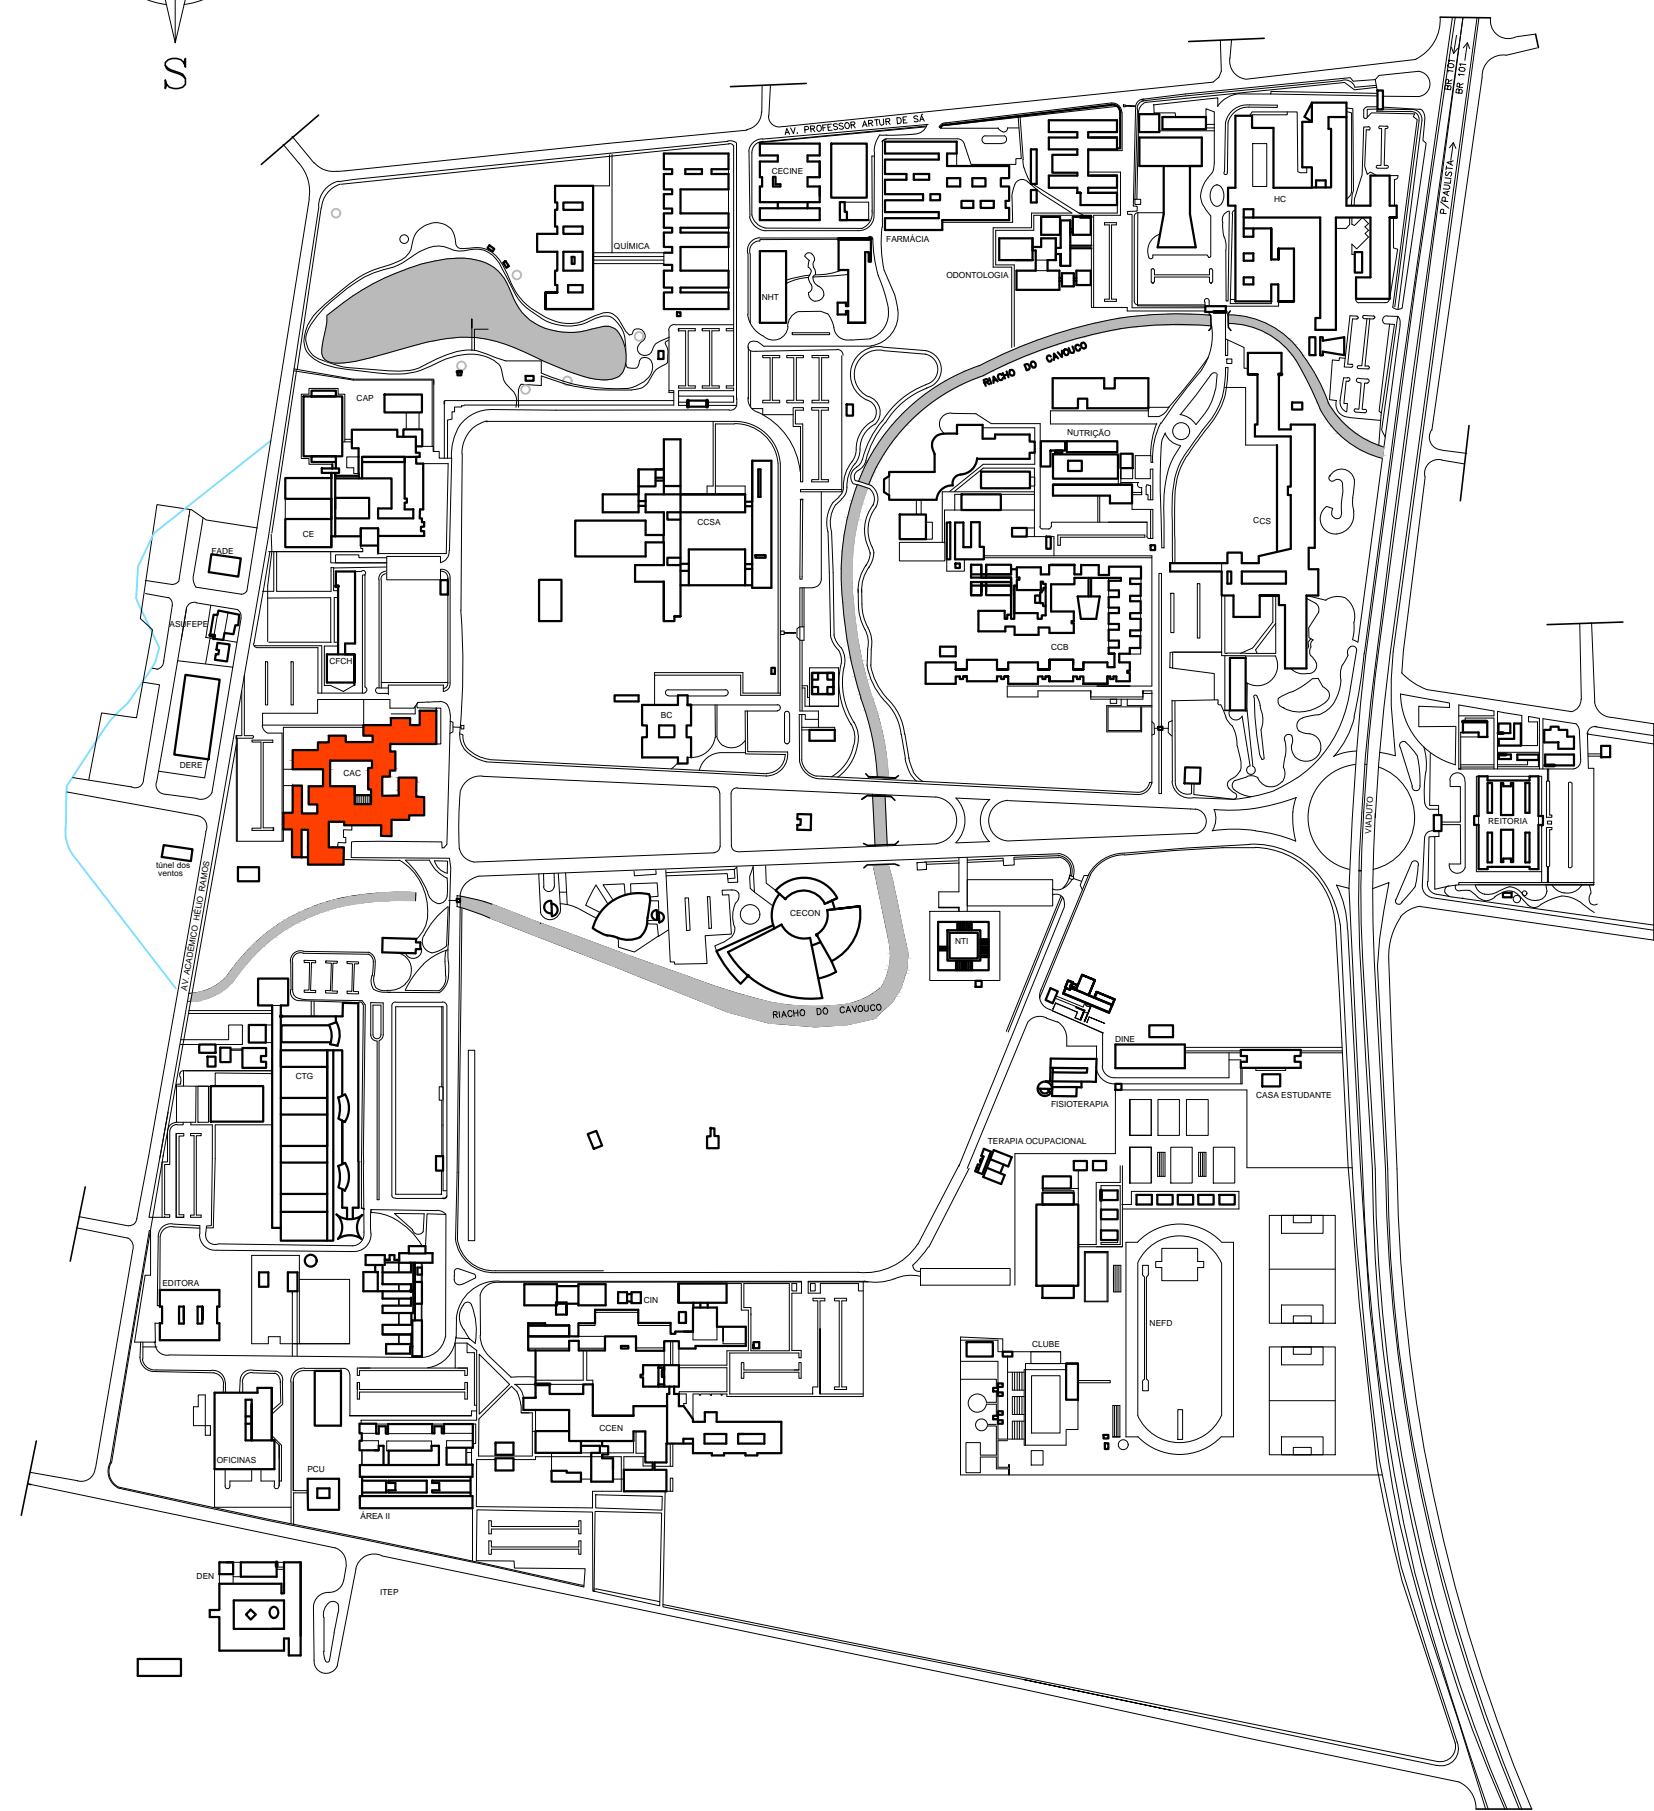 S
BR 101
BR 101
P/PAULISTA
AV. PROFESSOR ARTUR DE SÁ
CECINE
HC
FARMÁCIA
QUÍMICA
ODONTOLOGIA
NHT
RIACHO DO CAVOUCO
CAP
NUTRIÇÃO
CCSA
CCS
CE
FADE
ASUFEPE
CCB
CFCH
BC
DERE
CAC
VIADUTO
REITORIA
túnel dos
ventos
AV. ACADÊMICO HÉLIO RAMOS
CECON
NTI
RIACHO DO CAVOUCO
DINE
CTG
CASA ESTUDANTE
FISIOTERAPIA
TERAPIA OCUPACIONAL
EDITORA
CIN
NEFD
CLUBE
CCEN
OFICINAS
PCU
ÁREA II
DEN
ITEP